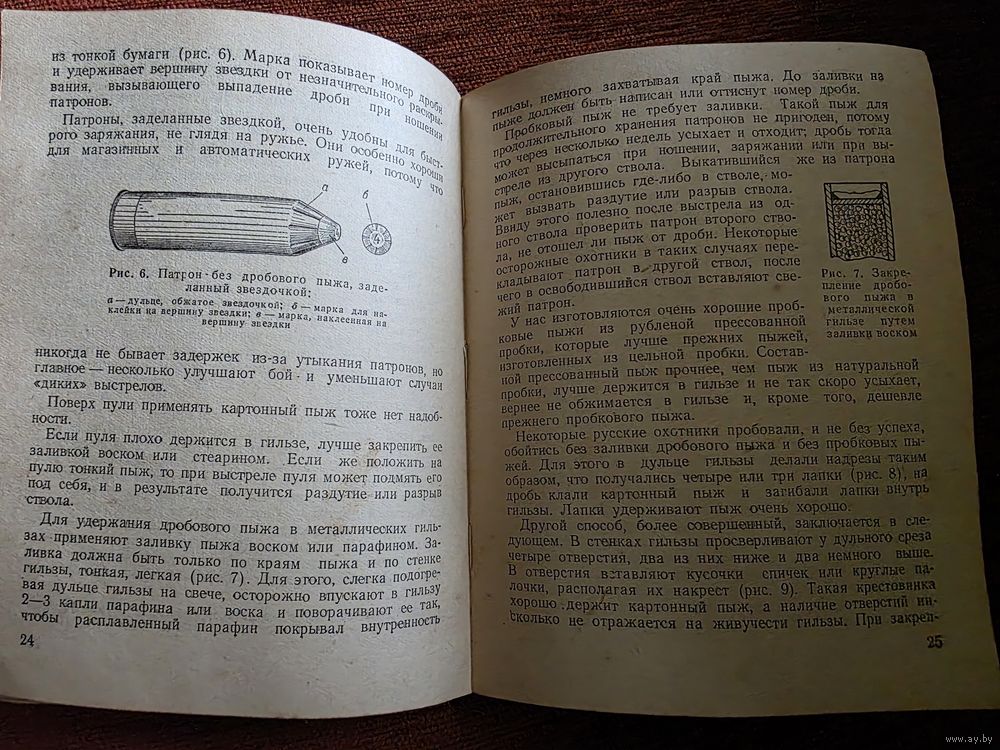 из тонкой бумаги (рис. 6). Марка показывает номер дроби
и удерживает вершину звездки от незначительного раскры-
вания, вызывающего выпадение дроби при ношении
патронов.
Патроны, заделанные звездкой, очень удобны для быст-
рого заряжания, не глядя на ружье. Они особенно хороши
для магазинных и автоматических ружей, потому что
а
б
4
в
Рис. 6. Патрон без дробового пыжа, заде-
ланный звездочкой:
а — дульце, обжатое звездочкой; б — марка для на-
клейки на вершину звездки; в — марка, наклеенная на
вершину звездки
никогда не бывает задержек из-за утыкания патронов, но
главное — несколько улучшают бой и уменьшают случаи
«диких» выстрелов.
Поверх пули применять картонный пыж тоже нет надоб-
ности.
Если пуля плохо держится в гильзе, лучше закрепить ее
заливкой воском или стеарином. Если же положить на
пулю тонкий пыж, то при выстреле пуля может подмять его
под себя, и в результате получится раздутие или разрыв
ствола.
Для удержания дробового пыжа в металлических гиль-
зах применяют заливку пыжа воском или парафином. За-
ливка должна быть только по краям пыжа и по стенке
гильзы, тонкая, легкая (рис. 7). Для этого, слегка подогре-
вая дульце гильзы на свече, осторожно впускают в гильзу
2—3 капли парафина или воска и поворачивают ее так,
чтобы расплавленный парафин покрывал внутренность
24
гильзы, немного захватывая край пыжа. До заливки на
пыже должен быть написан или оттиснут номер дроби.
Пробковый пыж не требует заливки. Такой пыж для
продолжительного хранения патронов не пригоден, потому
что через несколько недель усыхает и отходит; дробь тогда
может высыпаться при ношении, заряжании или при вы-
стреле из другого ствола. Выкатившийся же из патрона
пыж, остановившись где-либо в стволе, мо-
жет вызвать раздутие или разрыв ствола.
Ввиду этого полезно после выстрела из од-
ного ствола проверить патрон второго ство-
ла, не отошел ли пыж от дроби. Некоторые
осторожные охотники в таких случаях пере-
кладывают патрон в другой ствол, после
чего в освободившийся ствол вставляют све-
жий патрон.
У нас изготовляются очень хорошие проб-
ковые пыжи из рубленой прессованной
пробки, которые лучше прежних пыжей,
изготовленных из цельной пробки. Состав-
ной прессованный пыж прочнее, чем пыж из натуральной
пробки, лучше держится в гильзе и не так скоро усыхает,
вернее не обжимается в гильзе и, кроме того, дешевле
прежнего пробкового пыжа.
Рис. 7. Закре-
пление дробо-
вого пыжа в
металлической
гильзе путем
заливки воском
Некоторые русские охотники пробовали, и не без успеха,
обойтись без заливки дробового пыжа и без пробковых пы-
жей. Для этого в дульце гильзы делали надрезы таким
образом, что получались четыре или три лапки (рис. 8), на
дробь клали картонный пыж и загибали лапки внутрь
гильзы. Лапки удерживают пыж очень хорошо.
Другой способ, более совершенный, заключается в сле-
дующем. В стенках гильзы просверливают у дульного среза
четыре отверстия, два из них ниже и два немного выше.
В отверстия вставляют кусочки спичек или круглые па-
лочки, располагая их накрест (рис. 9). Такая крестовинка
хорошо держит картонный пыж, а наличие отверстий ни-
сколько не отражается на живучести гильзы. При закреп-
25
www.ay.by